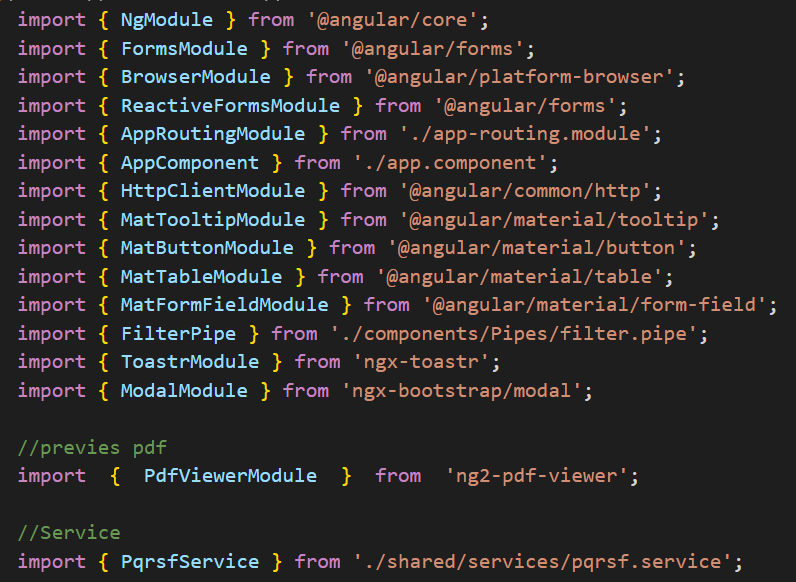 import { NgModule } from '@angular/core';
import { FormsModule } from '@angular/forms';
import { BrowserModule } from '@angular/platform-browser';
import { ReactiveFormsModule } from '@angular/forms';
import { AppRoutingModule } from './app-routing.module';
import { AppComponent } from './app.component';
import { HttpClientModule } from '@angular/common/http';
import { MatTooltipModule } from '@angular/material/tooltip';
import { MatButtonModule } from '@angular/material/button';
import { MatTableModule } from '@angular/material/table';
import { MatFormFieldModule } from '@angular/material/form-field';
import { FilterPipe } from './components/Pipes/filter.pipe';
import { ToastrModule } from 'ngx-toastr';
import { ModalModule } from 'ngx-bootstrap/modal';

//previes pdf
import  {  PdfViewerModule  }  from  'ng2-pdf-viewer';

//Service
import { PqrsfService } from './shared/services/pqrsf.service';